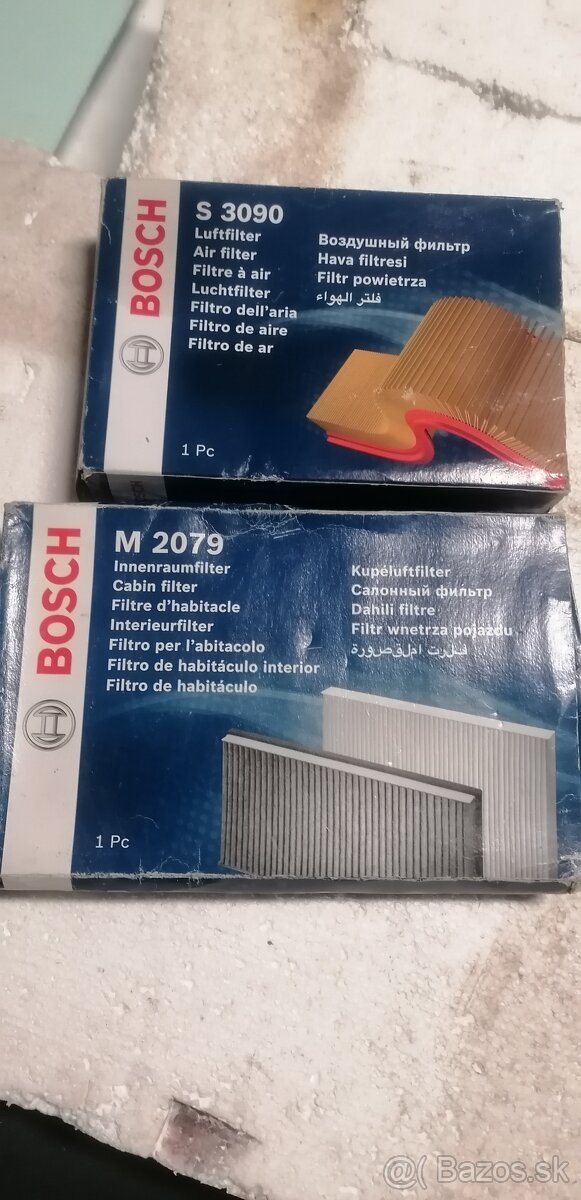 BOSCH
S 3090
Luftfilter
Air filter
Filtre à air
Luchtfilter
Filtro dell'aria
Filtro de aire
Filtro de ar
Воздушный фильтр
Hava filtresi
Filtr powietrza
فلتر الهواء
1 Pc
BOSCH
BOSCH
M 2079
Innenraumfilter
Cabin filter
Filtre d'habitacle
Interieurfilter
Filtro per l'abitacolo
Filtro de habitáculo interior
Filtro de habitáculo
Kupéluftfilter
Салонный фильтр
Dahili filtre
Filtr wnetrza pojazdu
1 Pc
@( Bazos.sk